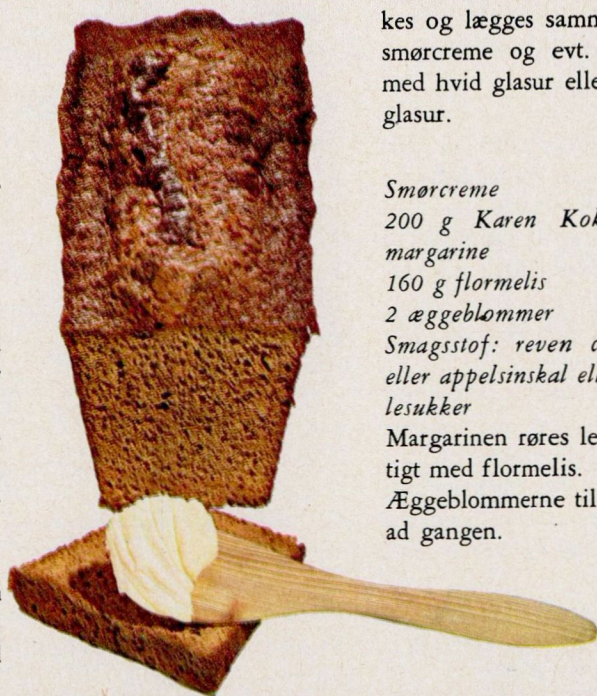 kes og lægges samm
smørcreme og evt.
med hvid glasur elle
glasur.
Smørcreme
200 g Karen Kok
margarine
160 g flormelis
2 æggeblommer
Smagsstof: reven c
eller appelsinskal ell
lesukker
Margarinen røres le
tigt med flormelis.
Æggeblommerne til
ad gangen.